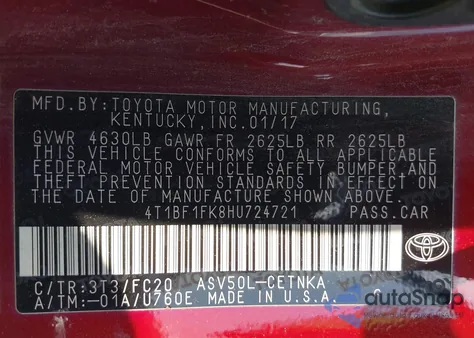 MFD.BY:TOYOTA MOTOR MANUFACTURING,
KENTUCKY,INC.01/17
GVWR 4630LB GAWR FR 2625LB RR 2625LB
THIS VEHICLE CONFORMS TO ALL APPLICABLE
FEDERAL MOTOR VEHICLE SAFETY, BUMPER,AND
THEFT PREVENTION STANDARDS IN EFFECT ON
THE DATE OF MANUFACTURE SHOWN ABOVE.
4T1BF1FK8HU724721 PASS.CAR
C/TR:3T3/FC20 ASV50L-CETNKA
A/TM:-01A/U760E MADE IN U.S.A.
TOYOTA
autoSnap